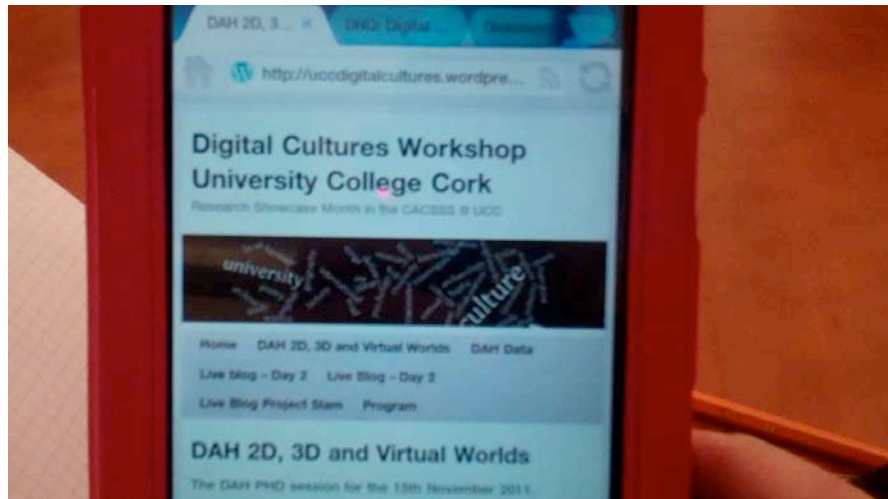 DAH 2D, 3... × DHQ: Digital ...
http://uccdigitalcultures.wordpre...
Digital Cultures Workshop
University College Cork
Research Showcase Month in the CACSSS @ UCC
university culture
Home DAH 2D, 3D and Virtual Worlds DAH Data
Live blog – Day 2 Live Blog – Day 3
Live Blog Project Slam Program
DAH 2D, 3D and Virtual Worlds
The DAH PHD session for the 15th November 2011